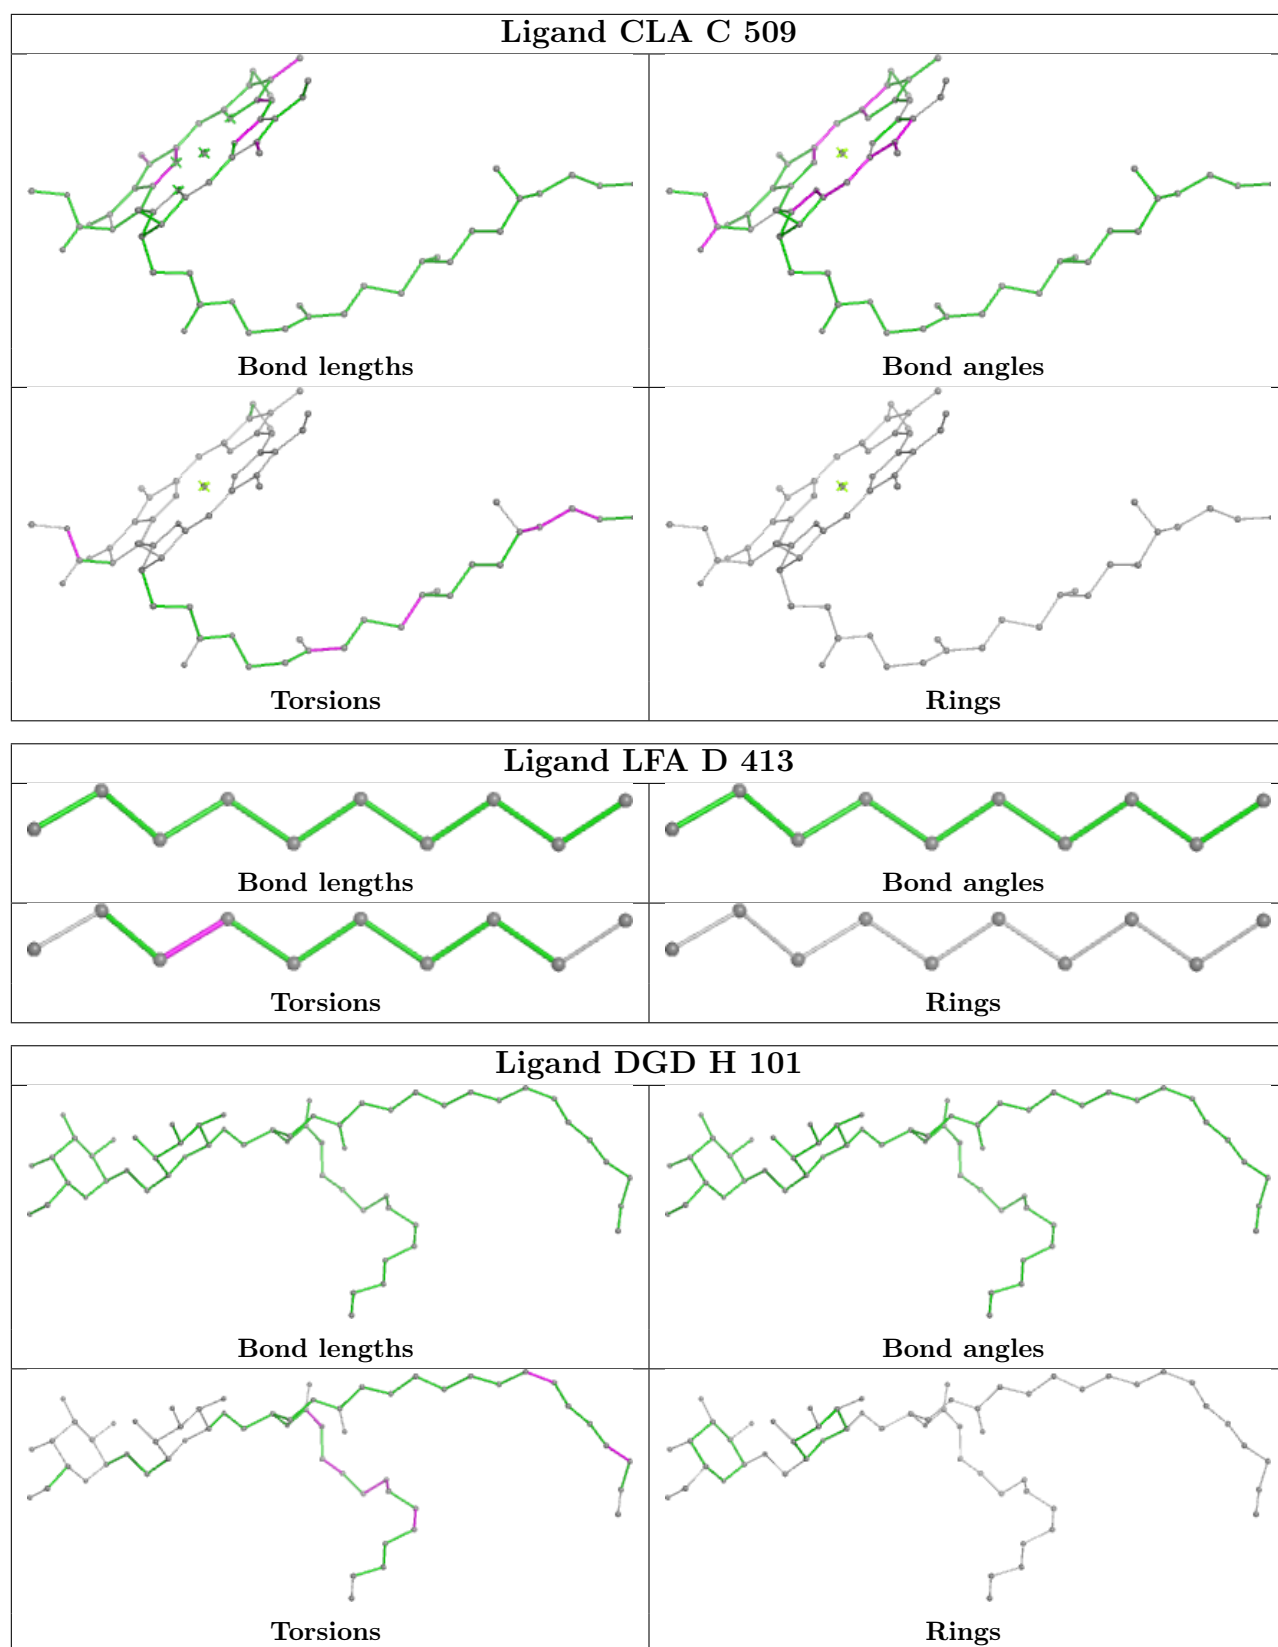 Ligand CLA C 509
Bond lengths
Bond angles
Torsions
Rings
Ligand LFA D 413
Bond lengths
Bond angles
Torsions
Rings
Ligand DGD H 101
Bond lengths
Bond angles
Torsions
Rings